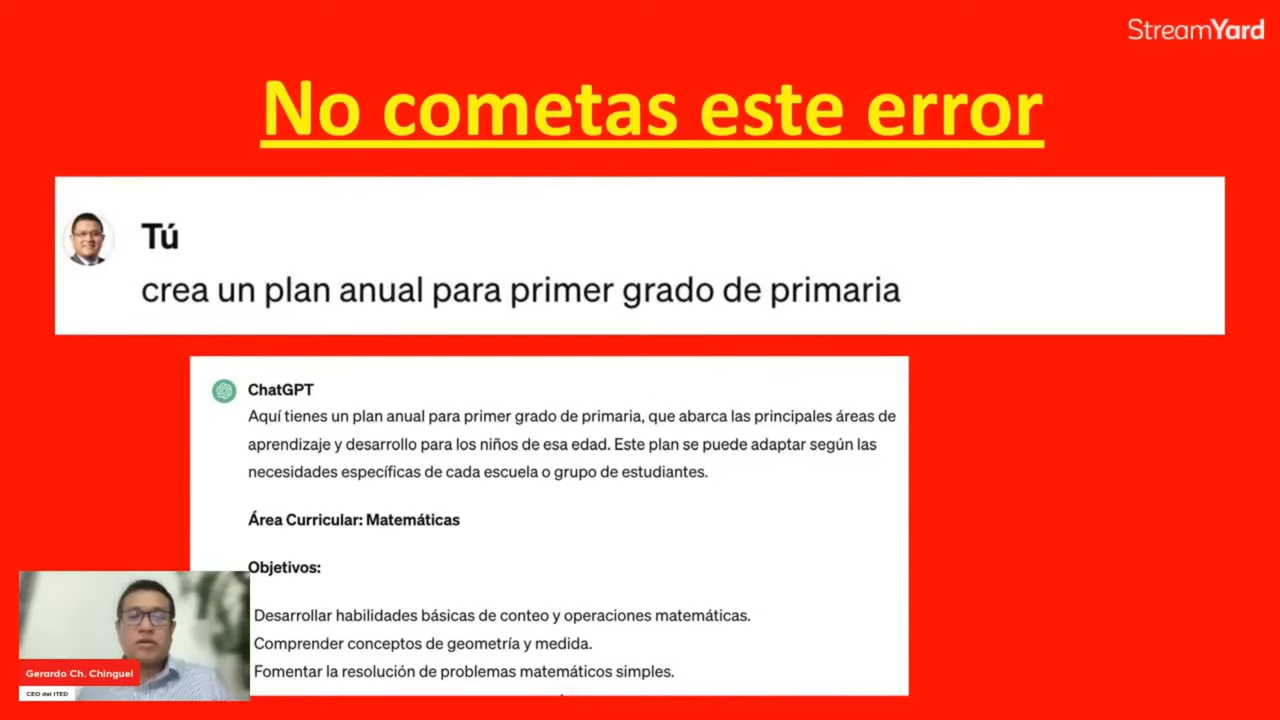 StreamYard
No cometas este error
Tú
crea un plan anual para primer grado de primaria
ChatGPT
Aquí tienes un plan anual para primer grado de primaria, que abarca las principales áreas de
aprendizaje y desarrollo para los niños de esa edad. Este plan se puede adaptar según las
necesidades específicas de cada escuela o grupo de estudiantes.
Área Curricular: Matemáticas
Objetivos:
Desarrollar habilidades básicas de conteo y operaciones matemáticas.
Comprender conceptos de geometría y medida.
Fomentar la resolución de problemas matemáticos simples.
Gerardo Ch. Chinguel
CEO del ITED